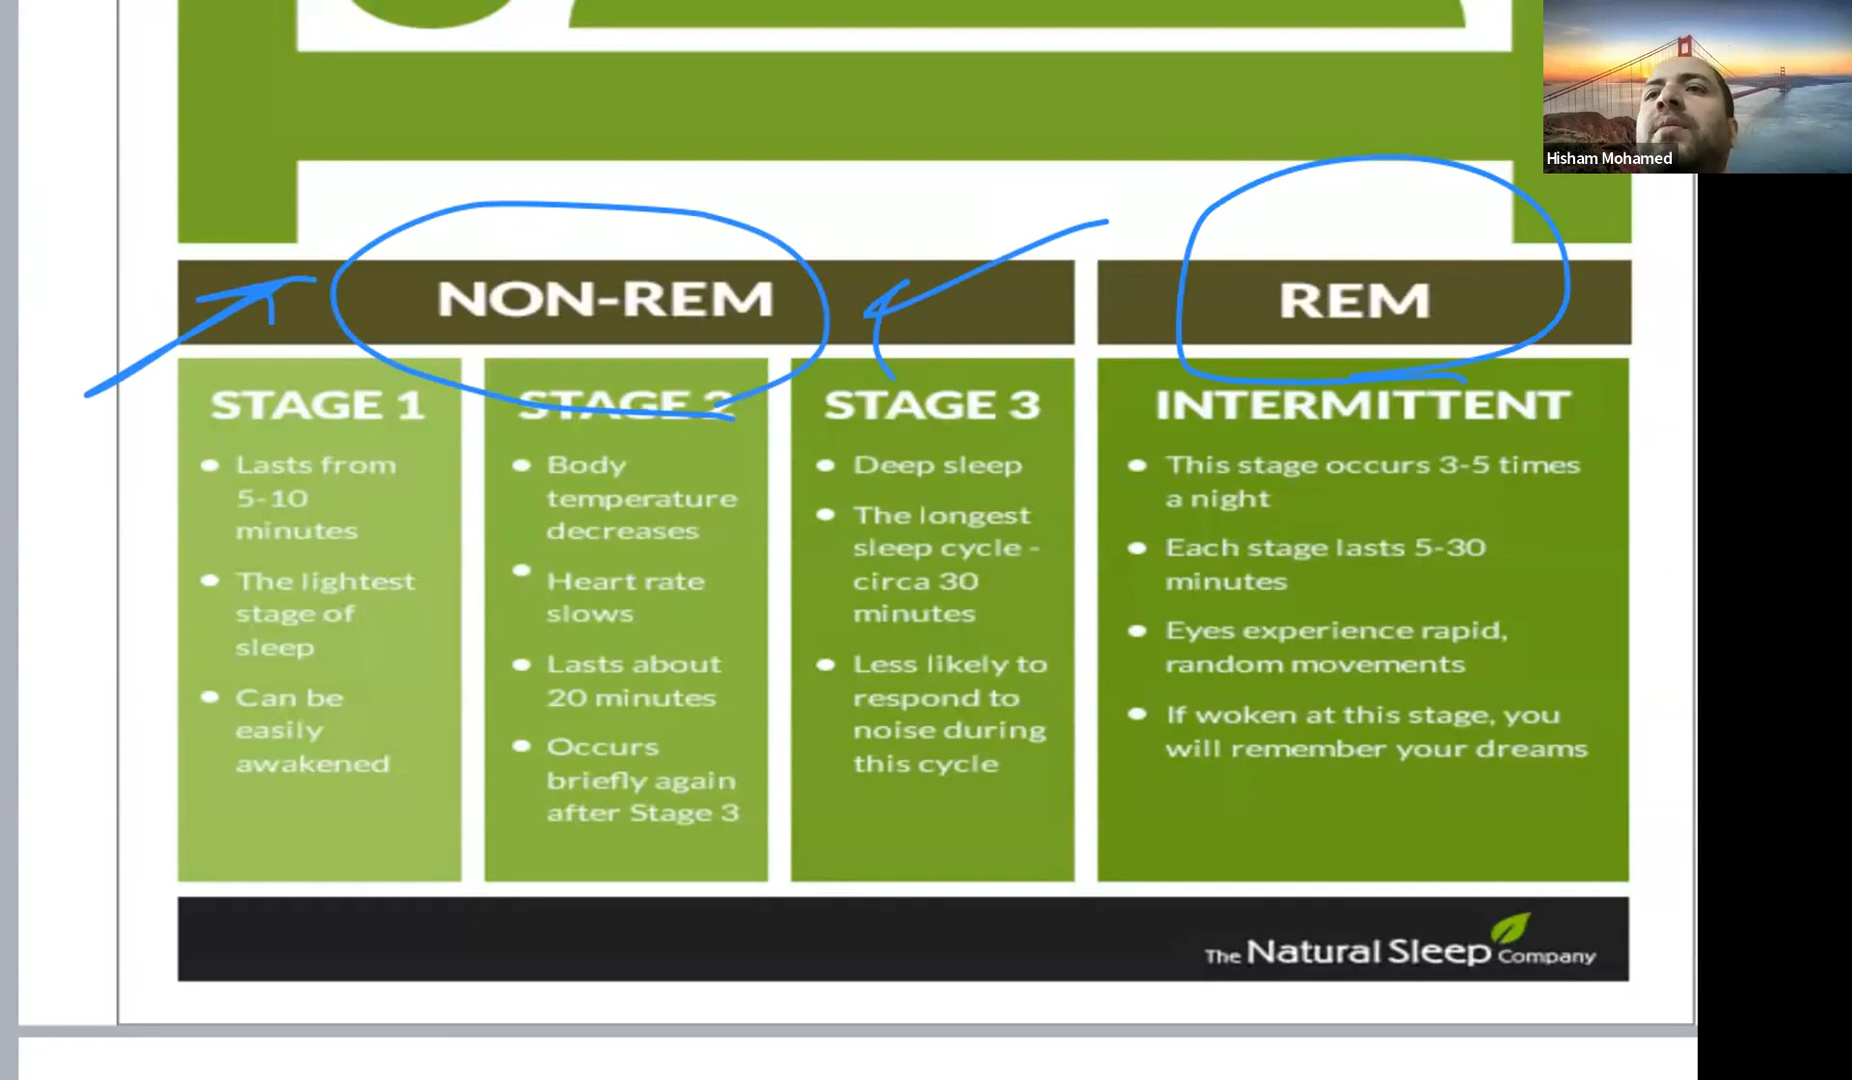 Hisham Mohamed
NON-REM
REM
STAGE 1
Lasts from
5-10
minutes
The lightest
stage of
sleep
Can be
easily
awakened
STAGE 2
Body
temperature
decreases
Heart rate
slows
Lasts about
20 minutes
Occurs
briefly again
after Stage 3
STAGE 3
Deep sleep
The longest
sleep cycle -
circa 30
minutes
Less likely to
respond to
noise during
this cycle
INTERMITTENT
This stage occurs 3-5 times
a night
Each stage lasts 5-30
minutes
Eyes experience rapid,
random movements
If woken at this stage, you
will remember your dreams
The Natural Sleep Company